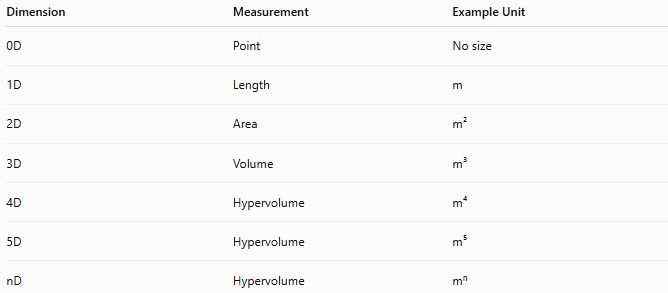 Dimension Measurement Example Unit
0D Point No size
1D Length m
2D Area m²
3D Volume m³
4D Hypervolume m⁴
5D Hypervolume m⁵
nD Hypervolume mⁿ